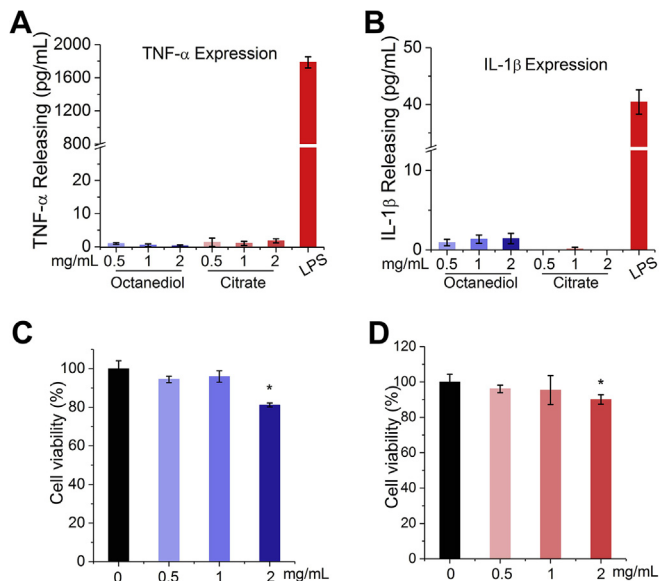 A
TNF-α Expression
TNF-α Releasing (pg/mL)
2000
1600
1200
800
20
10
0
0.5 1 2 0.5 1 2 LPS
mg/mL
Octanediol Citrate
B
IL-1β Expression
IL-1β Releasing (pg/mL)
50
40
10
0
0.5 1 2 0.5 1 2 LPS
mg/mL
Octanediol Citrate
C
Cell viability (%)
100
80
60
40
20
0
*
0 0.5 1 2 mg/mL
D
Cell viability (%)
120
100
80
60
40
20
0
*
0 0.5 1 2 mg/mL